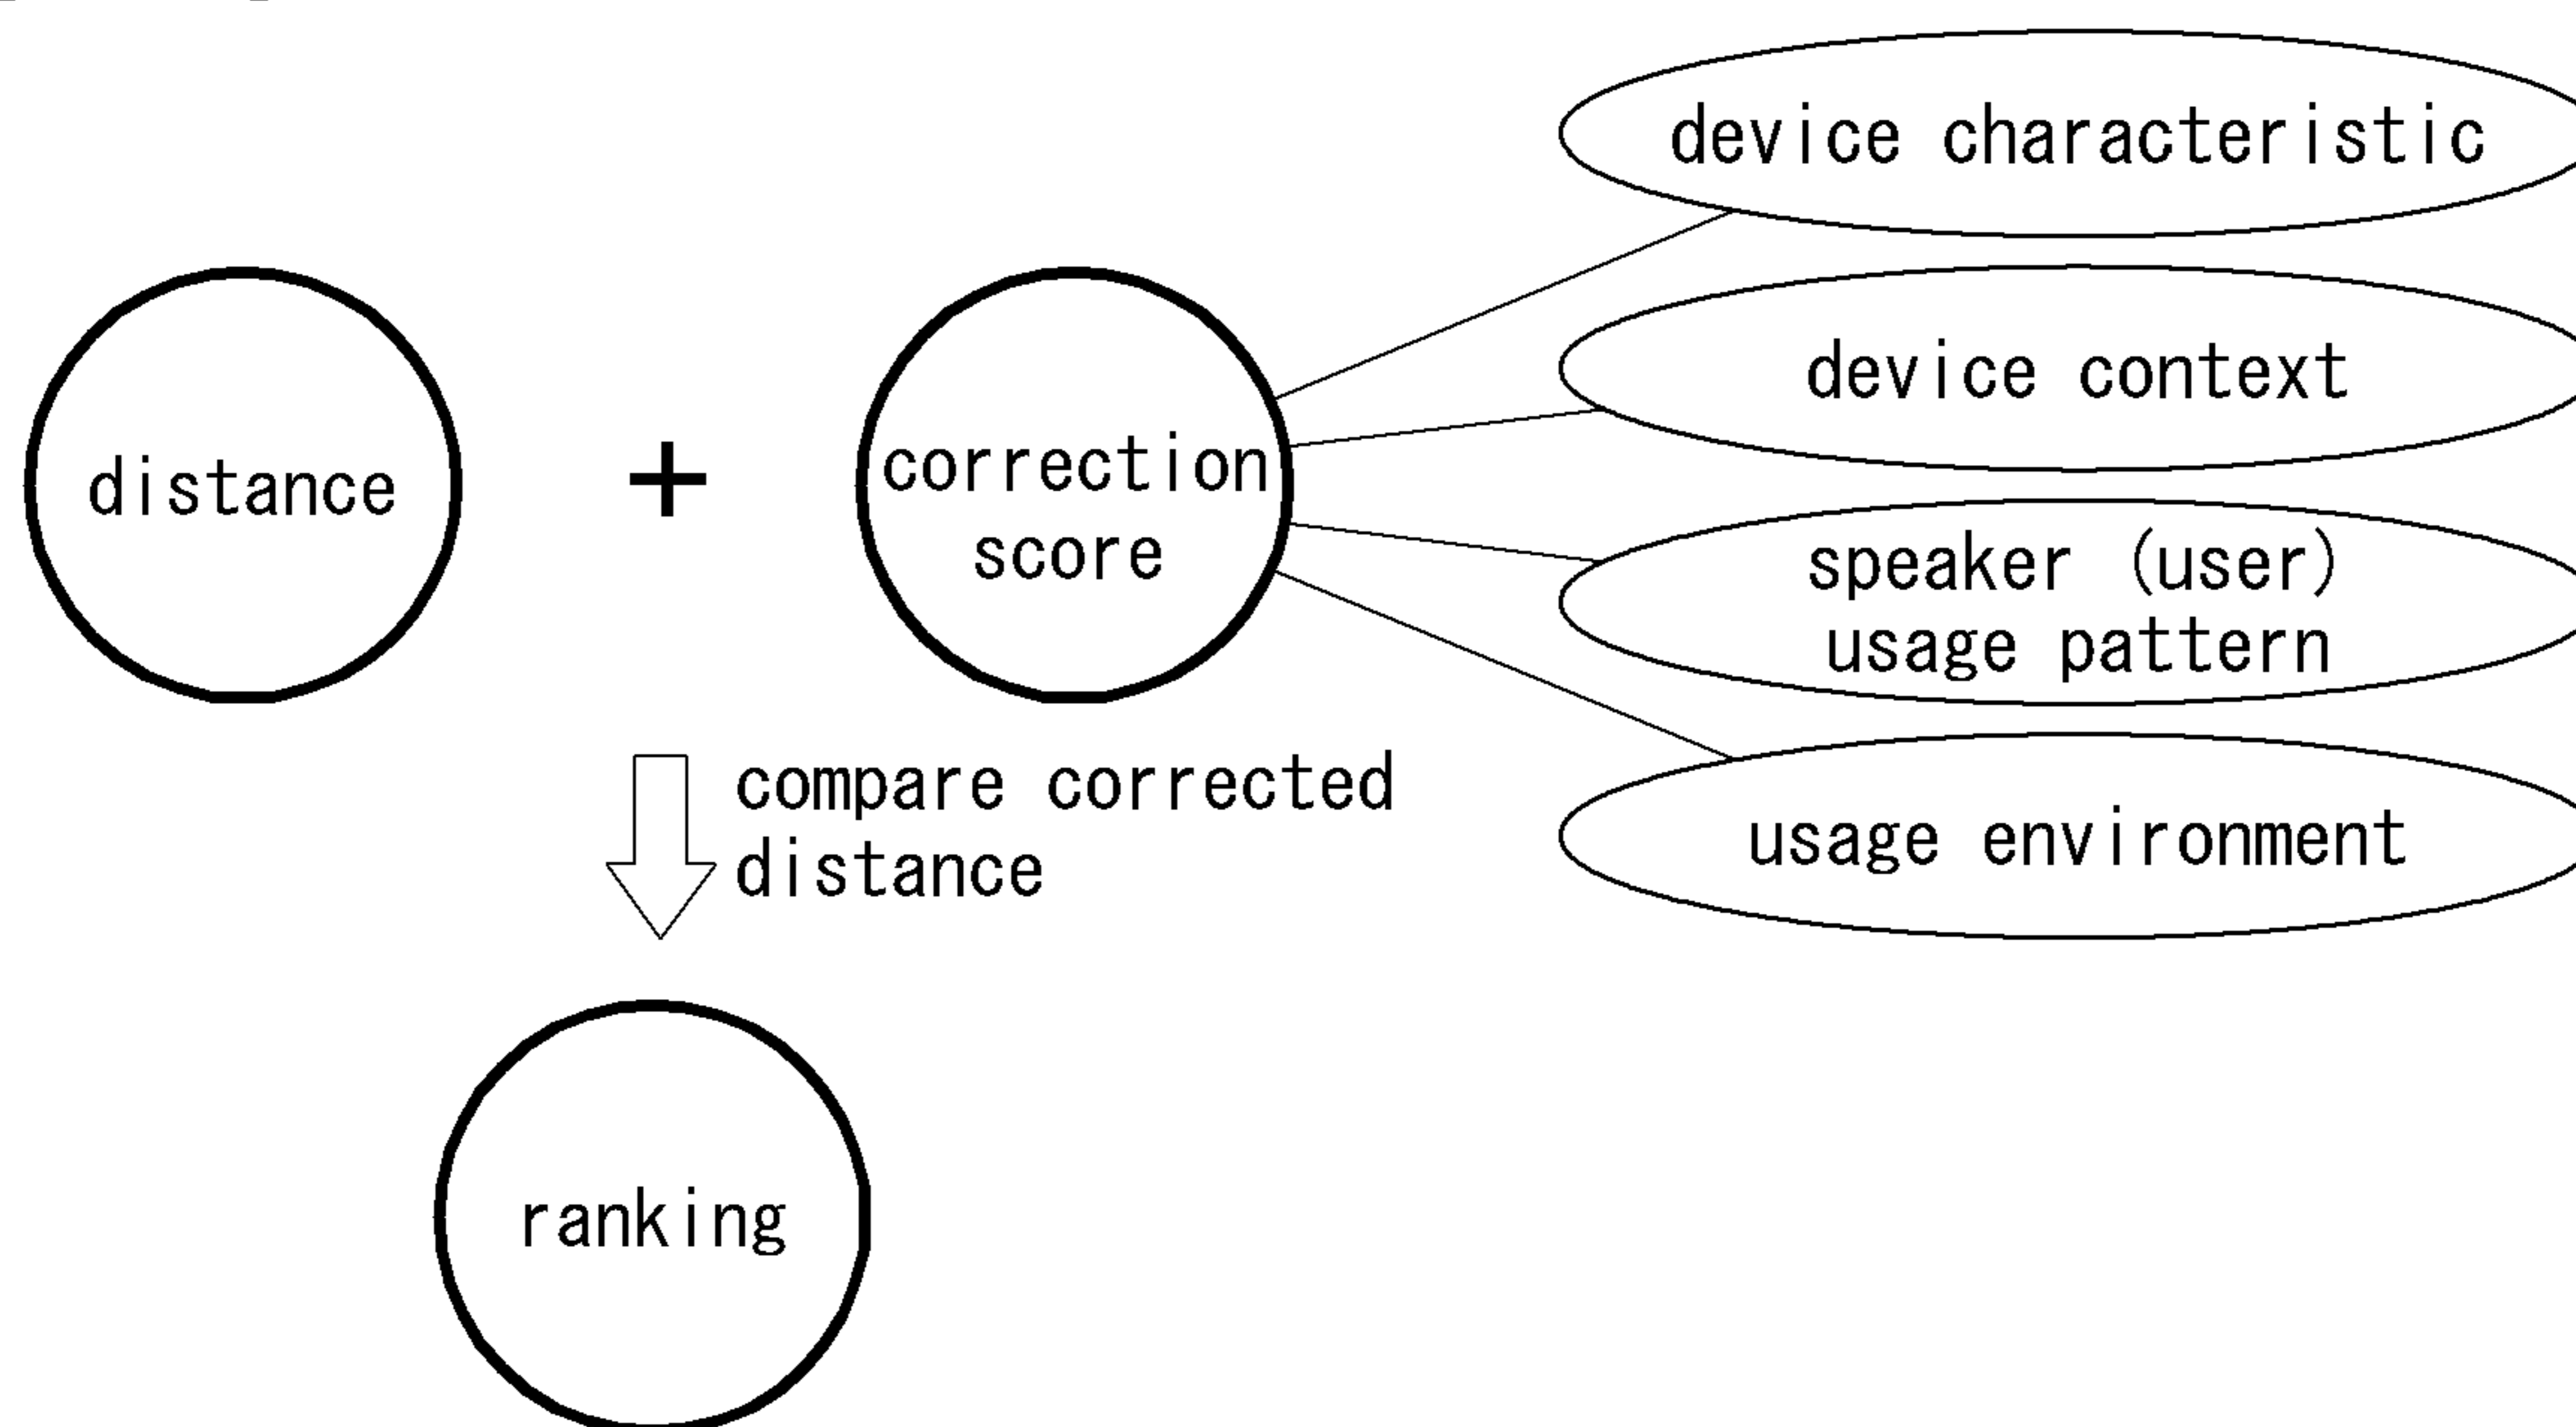 device characteristic
device context
distance
+
correction
score
speaker (user)
usage pattern
compare corrected
distance
usage environment
ranking